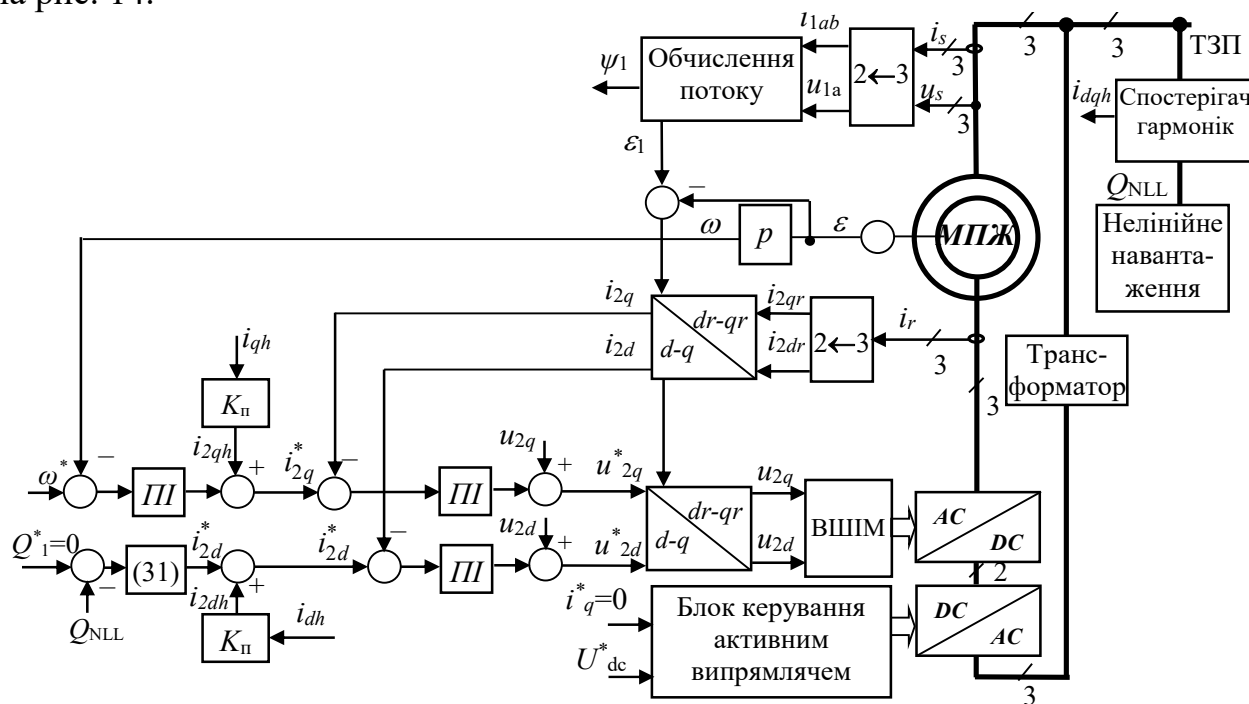 на рис. 14.
i1ab
is
3
3
3
ТЗП
Обчислення
потоку
ψ1
2←3
u1a
us
3
3
idqh
Спостерігач
гармонік
ε1
QNLL
Нелінійне
наванта-
ження
−
ω
p
ε
МПЖ
i2q
i2d
dr-qr
d-q
i2qr
i2dr
2←3
ir
3
3
Транс-
форматор
iqh
Kп
ω*
−
ПІ
i2qh
+
i*2q
−
ПІ
u2q
+
u*2q
dr-qr
d-q
u2q
u2d
ВШІМ
AC
DC
Q*1=0
−
(31)
i*2d
+
i*2d
−
ПІ
u2d
+
u*2d
2
i2dh
QNLL
Kп
idh
i*q=0
U*dc
Блок керування
активним
випрямлячем
DC
AC
3